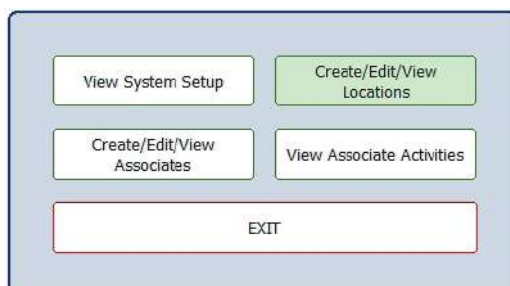 View System Setup
Create/Edit/View
Locations
Create/Edit/View
Associates
View Associate Activities
EXIT